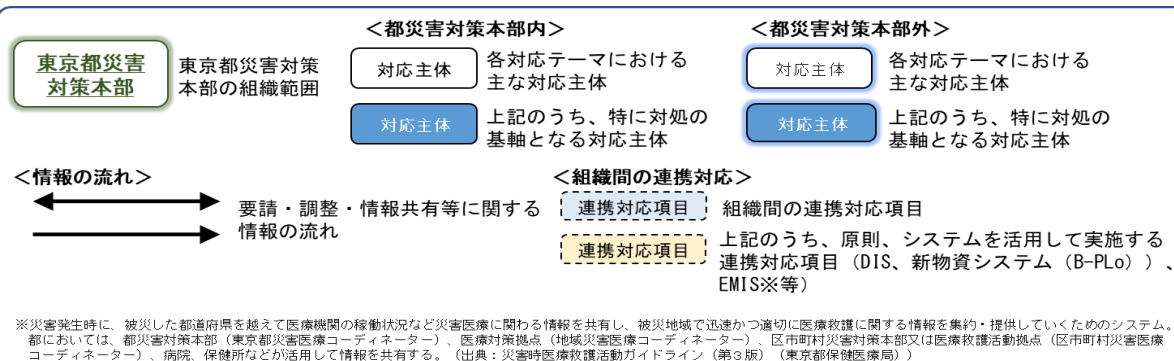 ＜都災害対策本部内＞
＜都災害対策本部外＞
東京都災害
対策本部
東京都災害対策
本部の組織範囲
対応主体
各対応テーマにおける
主な対応主体
対応主体
上記のうち、特に対処の
基軸となる対応主体
対応主体
各対応テーマにおける
主な対応主体
対応主体
上記のうち、特に対処の
基軸となる対応主体
＜情報の流れ＞
要請・調整・情報共有等に関する
情報の流れ
＜組織間の連携対応＞
連携対応項目
組織間の連携対応項目
連携対応項目
上記のうち、原則、システムを活用して実施する
連携対応項目（DIS、新物資システム（B-PLo））、
EMIS※等）
※災害発生時に、被災した都道府県を越えて医療機関の稼働状況など災害医療に関わる情報を共有し、被災地域で迅速かつ適切に医療救護に関する情報を集約・提供していくためのシステム。
都においては、都災害対策本部（東京都災害医療コーディネーター）、医療対策拠点（地域災害医療コーディネーター）、区市町村災害対策本部又は医療救護活動拠点（区市町村災害医療
コーディネーター）、病院、保健所などが活用して情報を共有する。（出典：災害時医療救護活動ガイドライン（第３版）（東京都保健医療局））